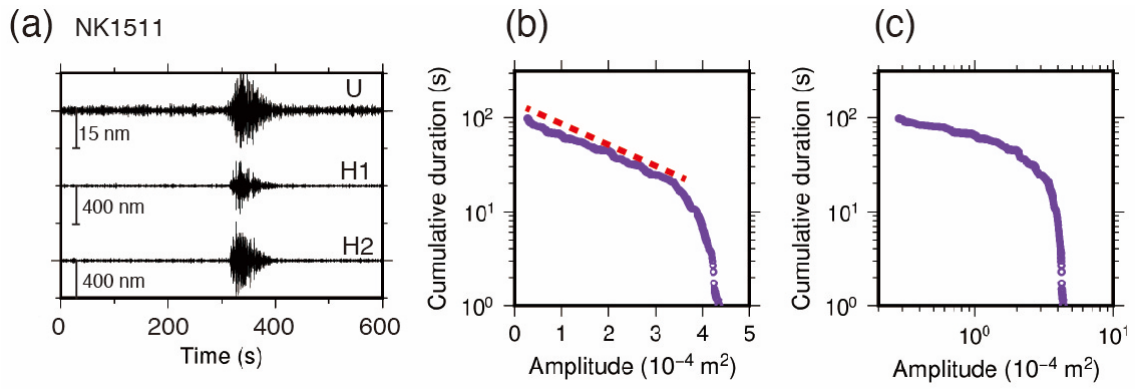 (a) NK1511
U
15 nm
H1
400 nm
H2
400 nm
0 200 400 600
Time (s)
(b)
Cumulative duration (s)
10²
10¹
10⁰
0 1 2 3 4 5
Amplitude (10⁻⁴ m²)
(c)
Cumulative duration (s)
10²
10¹
10⁰
10⁰ 10¹
Amplitude (10⁻⁴ m²)